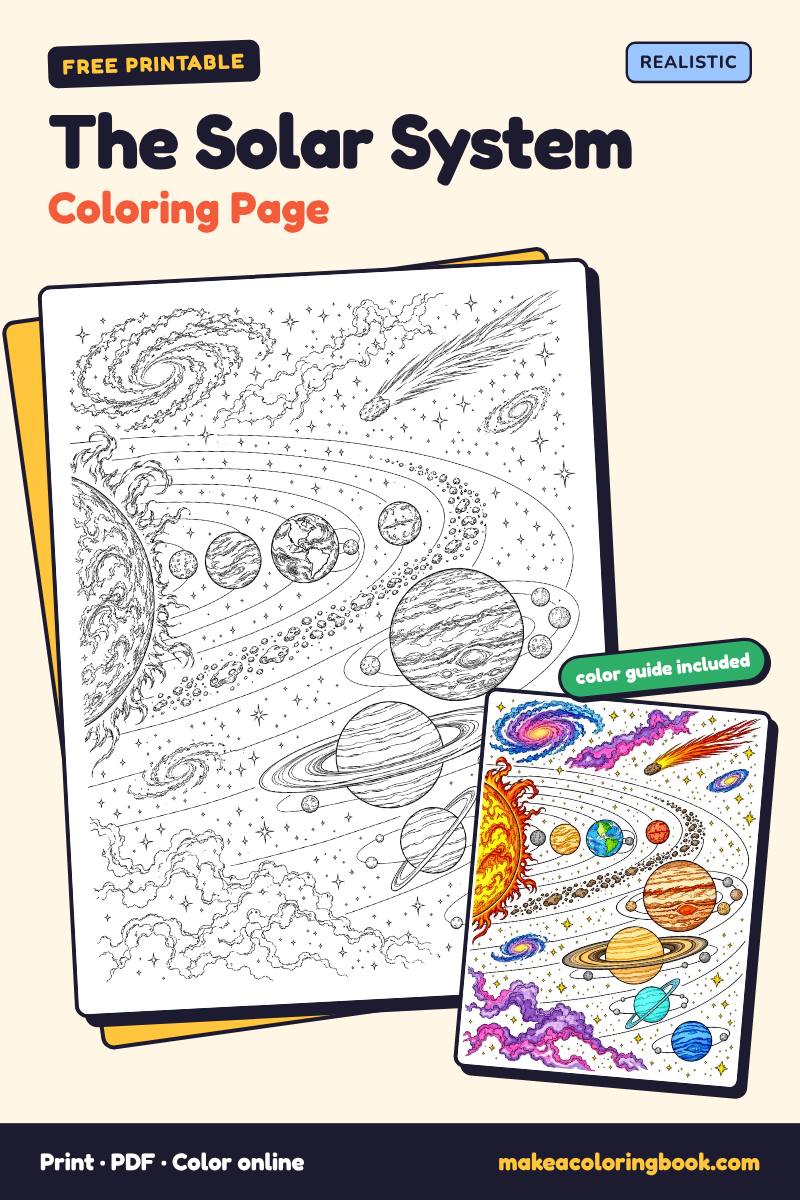 FREE PRINTABLE
REALISTIC
The Solar System
Coloring Page
color guide included
Print · PDF · Color online
makeacoloringbook.com